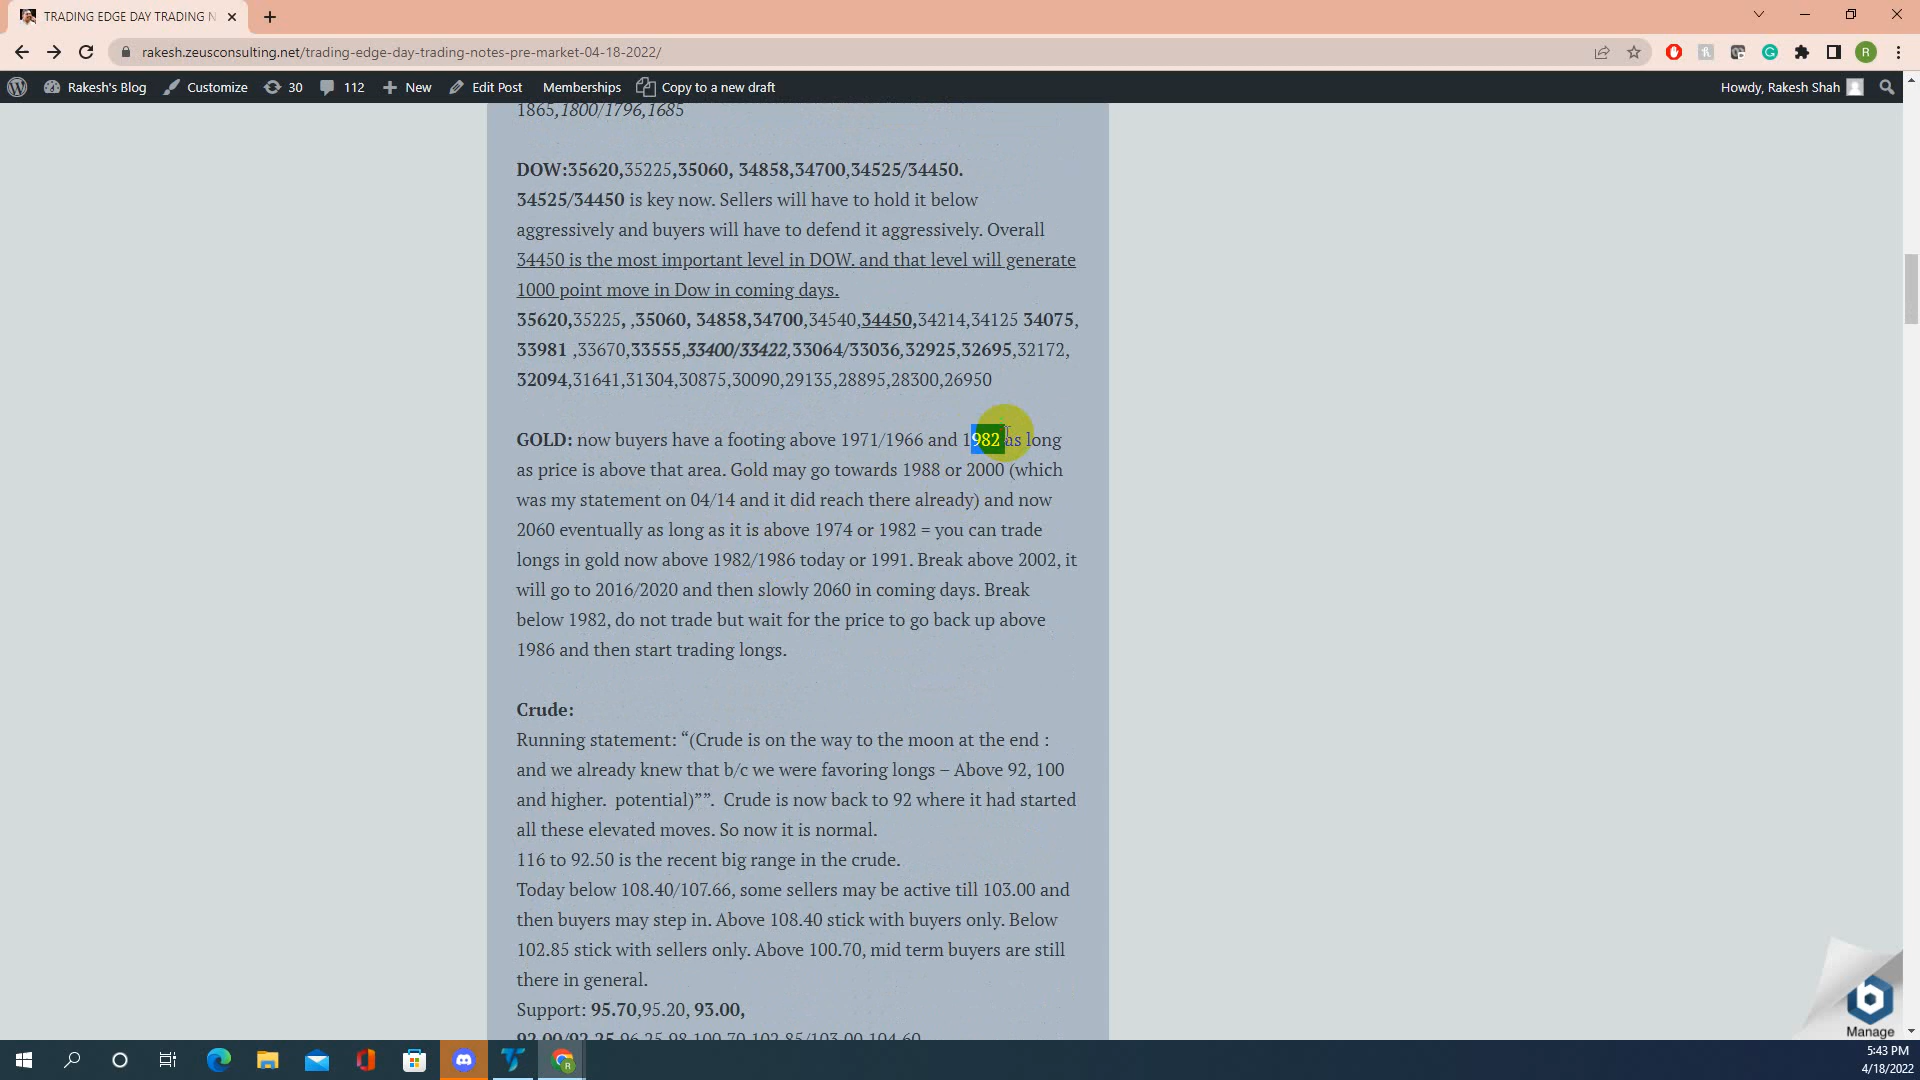 TRADING EDGE DAY TRADING N
rakesh.zeusconsulting.net/trading-edge-day-trading-notes-pre-market-04-18-2022/
Rakesh's Blog Customize 30 112 New Edit Post Memberships Copy to a new draft Howdy, Rakesh Shah
1865,1800/1796,1685
DOW:35620,35225,35060, 34858,34700,34525/34450.
34525/34450 is key now. Sellers will have to hold it below
aggressively and buyers will have to defend it aggressively. Overall
34450 is the most important level in DOW. and that level will generate
1000 point move in Dow in coming days.
35620,35225, ,35060, 34858,34700,34540,34450,34214,34125 34075,
33981 ,33670,33555,33400/33422,33064/33036,32925,32695,32172,
32094,31641,31304,30875,30090,29135,28895,28300,26950
GOLD: now buyers have a footing above 1971/1966 and 1982 as long
as price is above that area. Gold may go towards 1988 or 2000 (which
was my statement on 04/14 and it did reach there already) and now
2060 eventually as long as it is above 1974 or 1982 = you can trade
longs in gold now above 1982/1986 today or 1991. Break above 2002, it
will go to 2016/2020 and then slowly 2060 in coming days. Break
below 1982, do not trade but wait for the price to go back up above
1986 and then start trading longs.
Crude:
Running statement: “(Crude is on the way to the moon at the end :
and we already knew that b/c we were favoring longs – Above 92, 100
and higher.  potential)””.  Crude is now back to 92 where it had started
all these elevated moves. So now it is normal.
116 to 92.50 is the recent big range in the crude.
Today below 108.40/107.66, some sellers may be active till 103.00 and
then buyers may step in. Above 108.40 stick with buyers only. Below
102.85 stick with sellers only. Above 100.70, mid term buyers are still
there in general.
Support: 95.70,95.20, 93.00,
92.00/92.25,96.25,98,100.70,102.85/103.00,104.60
Manage
5:43 PM
4/18/2022